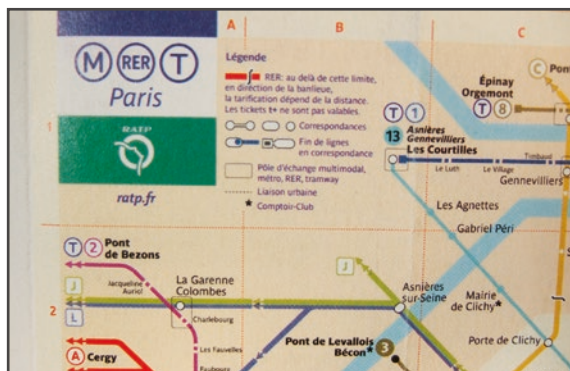 A
B
C
M RER T
Paris
1
RATP
ratp.fr
Légende
RER: au delà de cette limite,
en direction de la banlieue,
la tarification dépend de la distance.
Les tickets t+ ne sont pas valables.
Correspondances
Fin de lignes
en correspondance
Pôle d'échange multimodal,
métro, RER, tramway
Liaison urbaine
★ Comptoir-Club
T 1
13 Asnières
Gennevilliers
Les Courtilles
C Pont
Épinay
Orgemont
T 8
Timbaud
Le Luth
Le Village
Gennevilliers
Les Agnettes
Gabriel Péri
Mairie
de Clichy★
Porte de Clichy
2
T 2 Pont
de Bezons
Jacqueline
Auriol
La Garenne
Colombes
J
J
L
Charlebourg
Les Fauvelles
Faubourg
Asnières
sur-Seine
A Cergy
Pont de Levallois
Bécon★
3